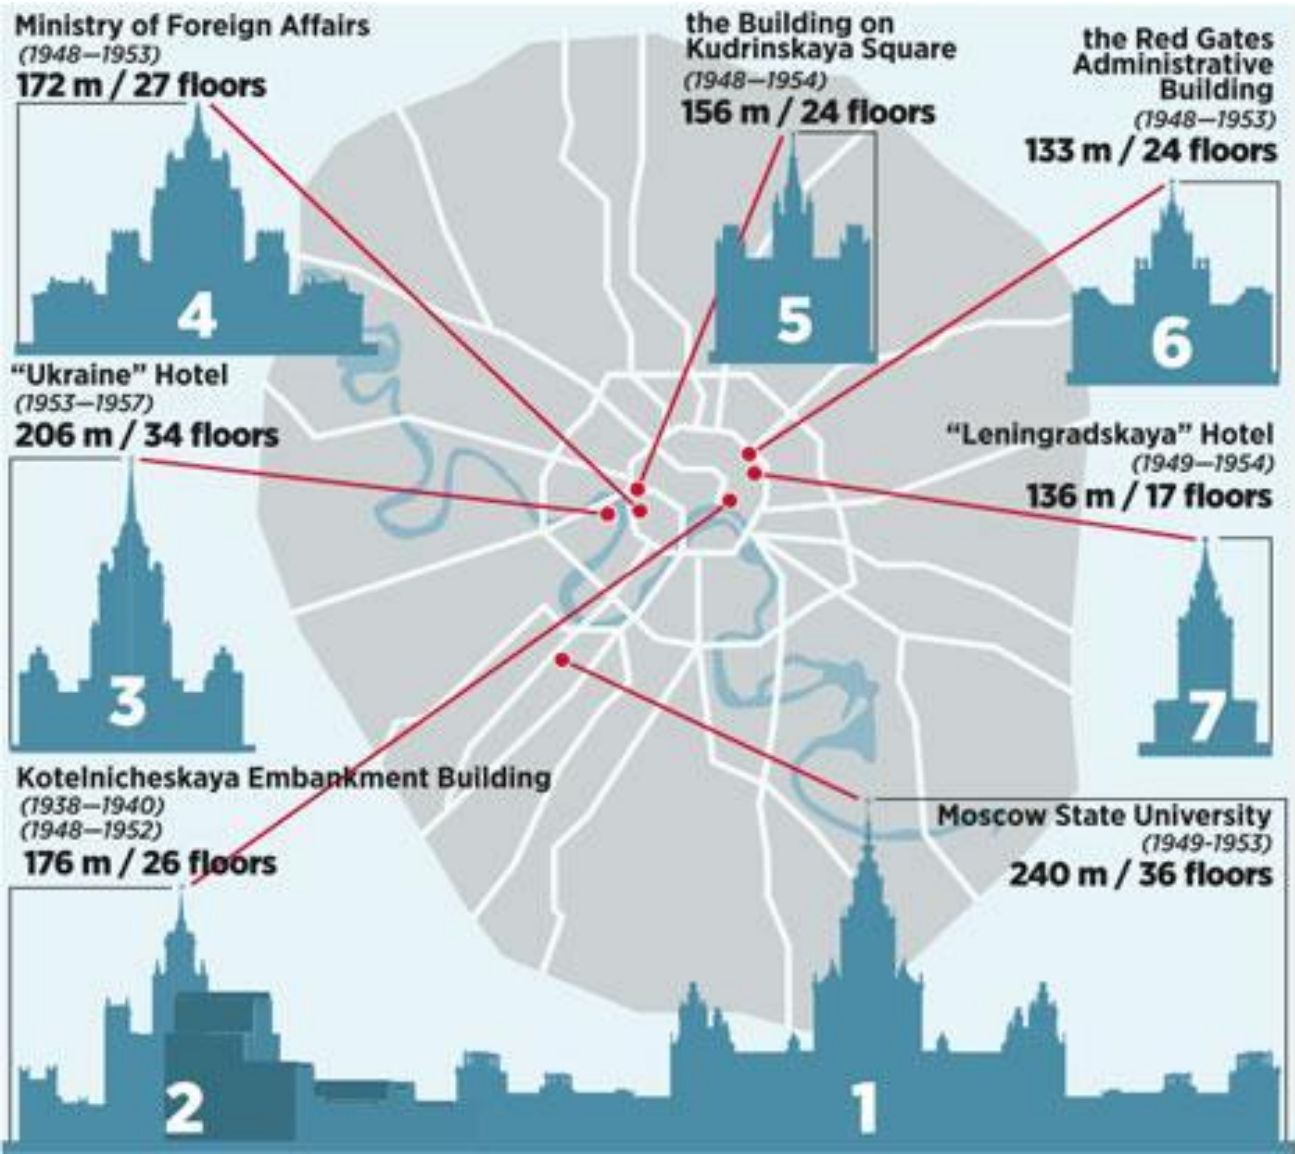 Ministry of Foreign Affairs
(1948—1953)
172 m / 27 floors
4
the Building on
Kudrinskaya Square
(1948—1954)
156 m / 24 floors
5
the Red Gates
Administrative
Building
(1948—1953)
133 m / 24 floors
6
“Ukraine” Hotel
(1953—1957)
206 m / 34 floors
3
“Leningradskaya” Hotel
(1949—1954)
136 m / 17 floors
7
Kotelnicheskaya Embankment Building
(1938—1940)
(1948—1952)
176 m / 26 floors
2
Moscow State University
(1949-1953)
240 m / 36 floors
1